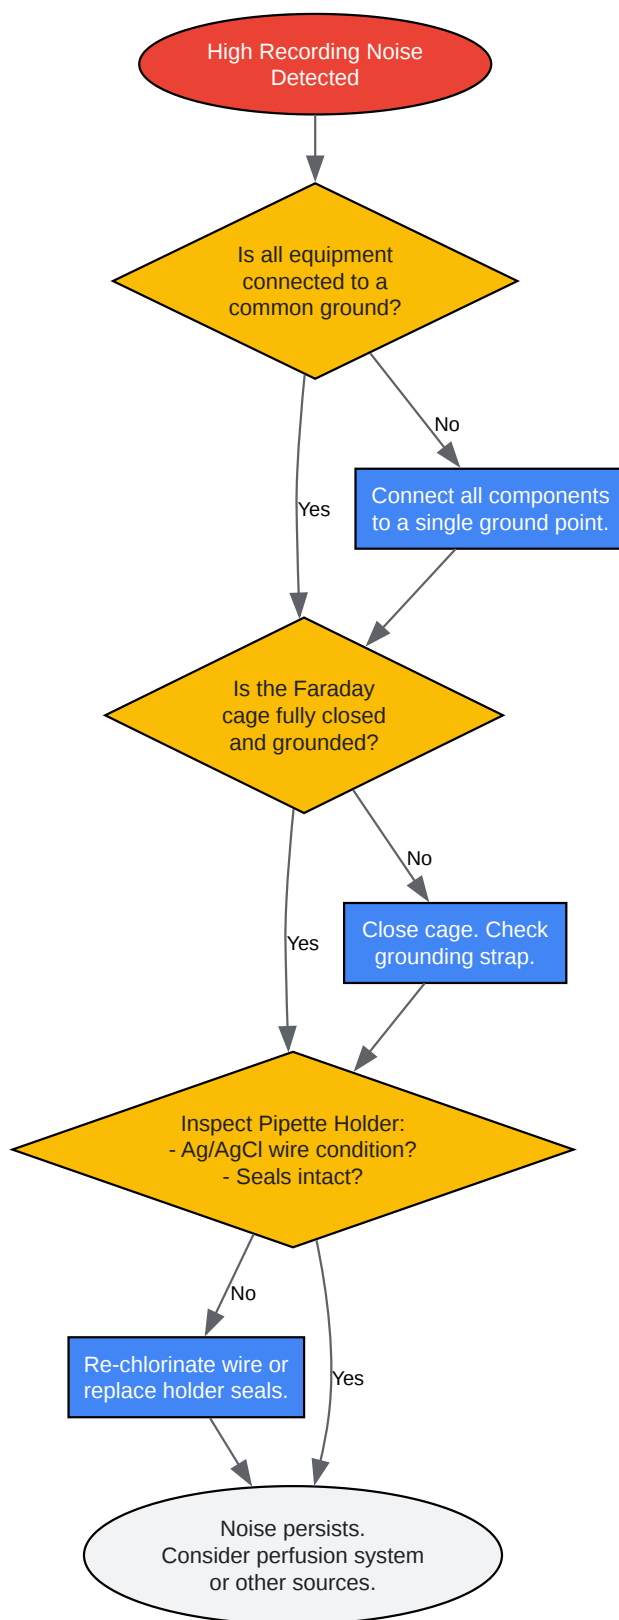 High Recording Noise
Detected
Is all equipment
connected to a
common ground?
No
Connect all components
to a single ground point.
Yes
Is the Faraday
cage fully closed
and grounded?
No
Close cage. Check
grounding strap.
Yes
Inspect Pipette Holder:
- Ag/AgCl wire condition?
- Seals intact?
No
Re-chlorinate wire or
replace holder seals.
Yes
Noise persists.
Consider perfusion system
or other sources.